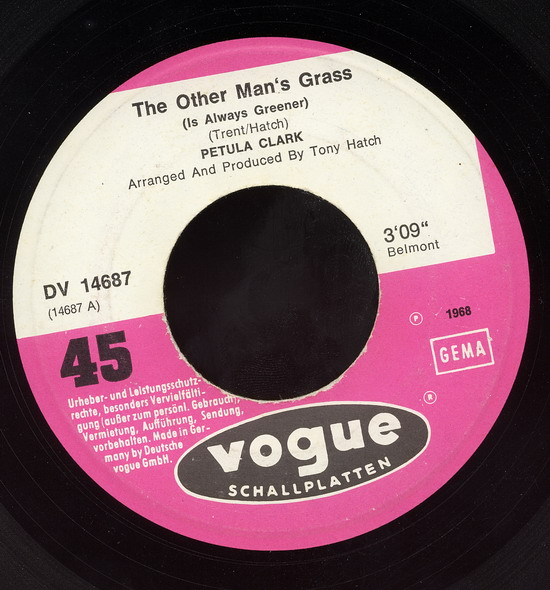 The Other Man's Grass
(Is Always Greener)
(Trent/Hatch)
PETULA CLARK
Arranged And Produced By Tony Hatch
3'09“
Belmont
DV 14687
(14687 A)
45
℗ 1968
GEMA
Urheber- und Leistungsschutz-
rechte, besonders Vervielfälti-
gung (außer zum persönl. Gebrauch),
Vermietung, Aufführung, Sendung,
vorbehalten. Made in Ger-
many by Deutsche
vogue GmbH.
®
vogue
SCHALLPLATTEN